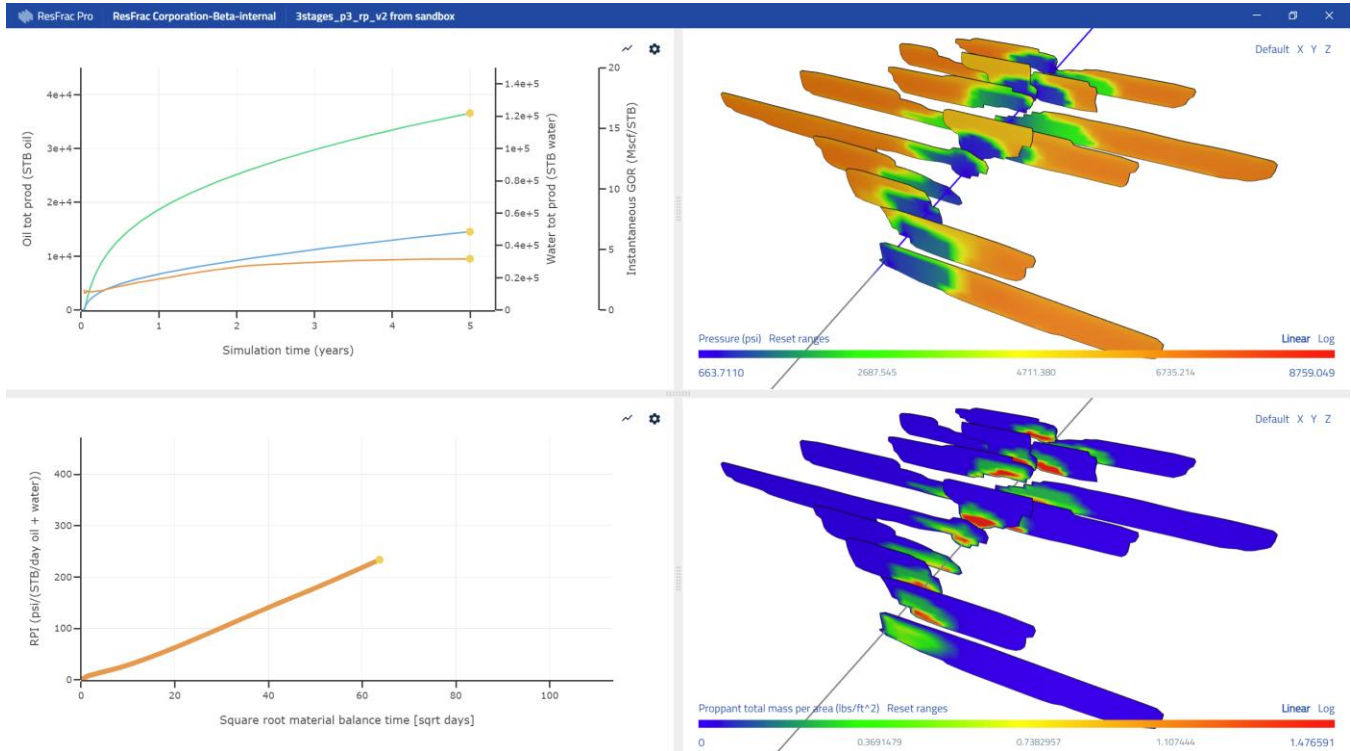 ResFrac Pro ResFrac Corporation-Beta-internal 3stages_p3_rp_v2 from sandbox
Oil tot prod (STB oil)
4e+4
3e+4
2e+4
1e+4
0
0 1 2 3 4 5
Simulation time (years)
1.4e+5
1.2e+5
1e+5
0.8e+5
0.6e+5
0.4e+5
0.2e+5
0
Water tot prod (STB water)
20
15
10
5
0
Instantaneous GOR (Mscf/STB)
Default X Y Z
Pressure (psi) Reset ranges Linear Log
663.7110 2687.545 4711.380 6735.214 8759.049
RPI (psi/(STB/day oil + water))
400
300
200
100
0
0 20 40 60 80 100
Square root material balance time [sqrt days]
Default X Y Z
Proppant total mass per area (lbs/ft^2) Reset ranges Linear Log
0 0.3691479 0.7382957 1.107444 1.476591